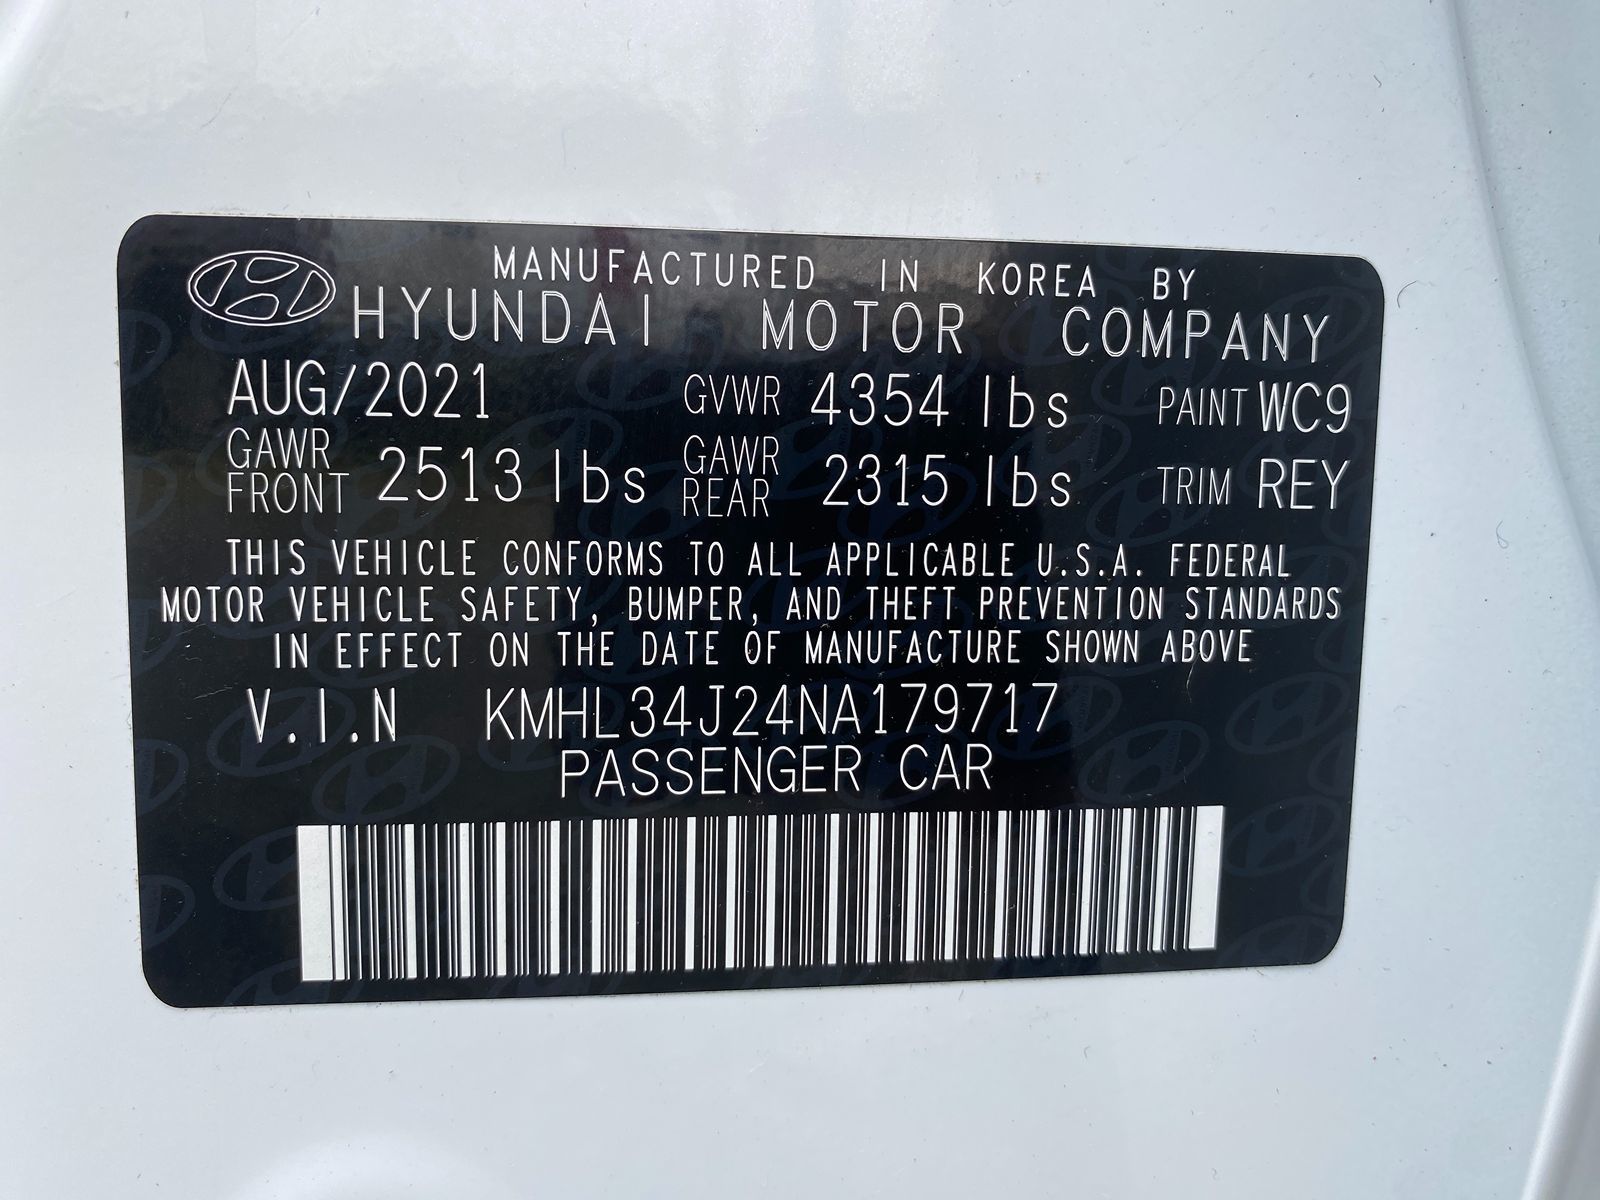 MANUFACTURED IN KOREA BY
HYUNDAI MOTOR COMPANY
AUG/2021 GVWR 4354 lbs PAINT WC9
GAWR FRONT 2513 lbs GAWR REAR 2315 lbs TRIM REY
THIS VEHICLE CONFORMS TO ALL APPLICABLE U.S.A. FEDERAL
MOTOR VEHICLE SAFETY, BUMPER, AND THEFT PREVENTION STANDARDS
IN EFFECT ON THE DATE OF MANUFACTURE SHOWN ABOVE
V.I.N KMHL34J24NA179717
PASSENGER CAR